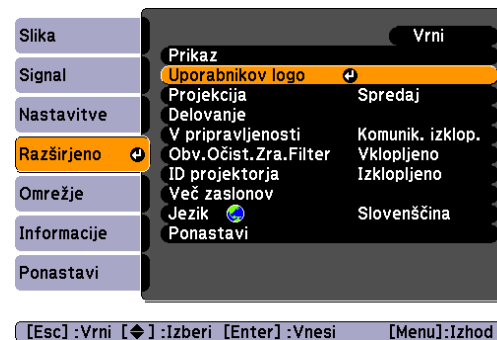 Slika
Signal
Nastavitve
Razširjeno
Omrežje
Informacije
Ponastavi
Vrni
Prikaz
Uporabnikov logo
Projekcija Spredaj
Delovanje
V pripravljenosti Komunik. izklop.
Obv.Očist.Zra.Filter Vklopljeno
ID projektorja Izklopljeno
Več zaslonov
Jezik Slovenščina
Ponastavi
[Esc] :Vrni [◆] :Izberi [Enter] :Vnesi [Menu]:Izhod